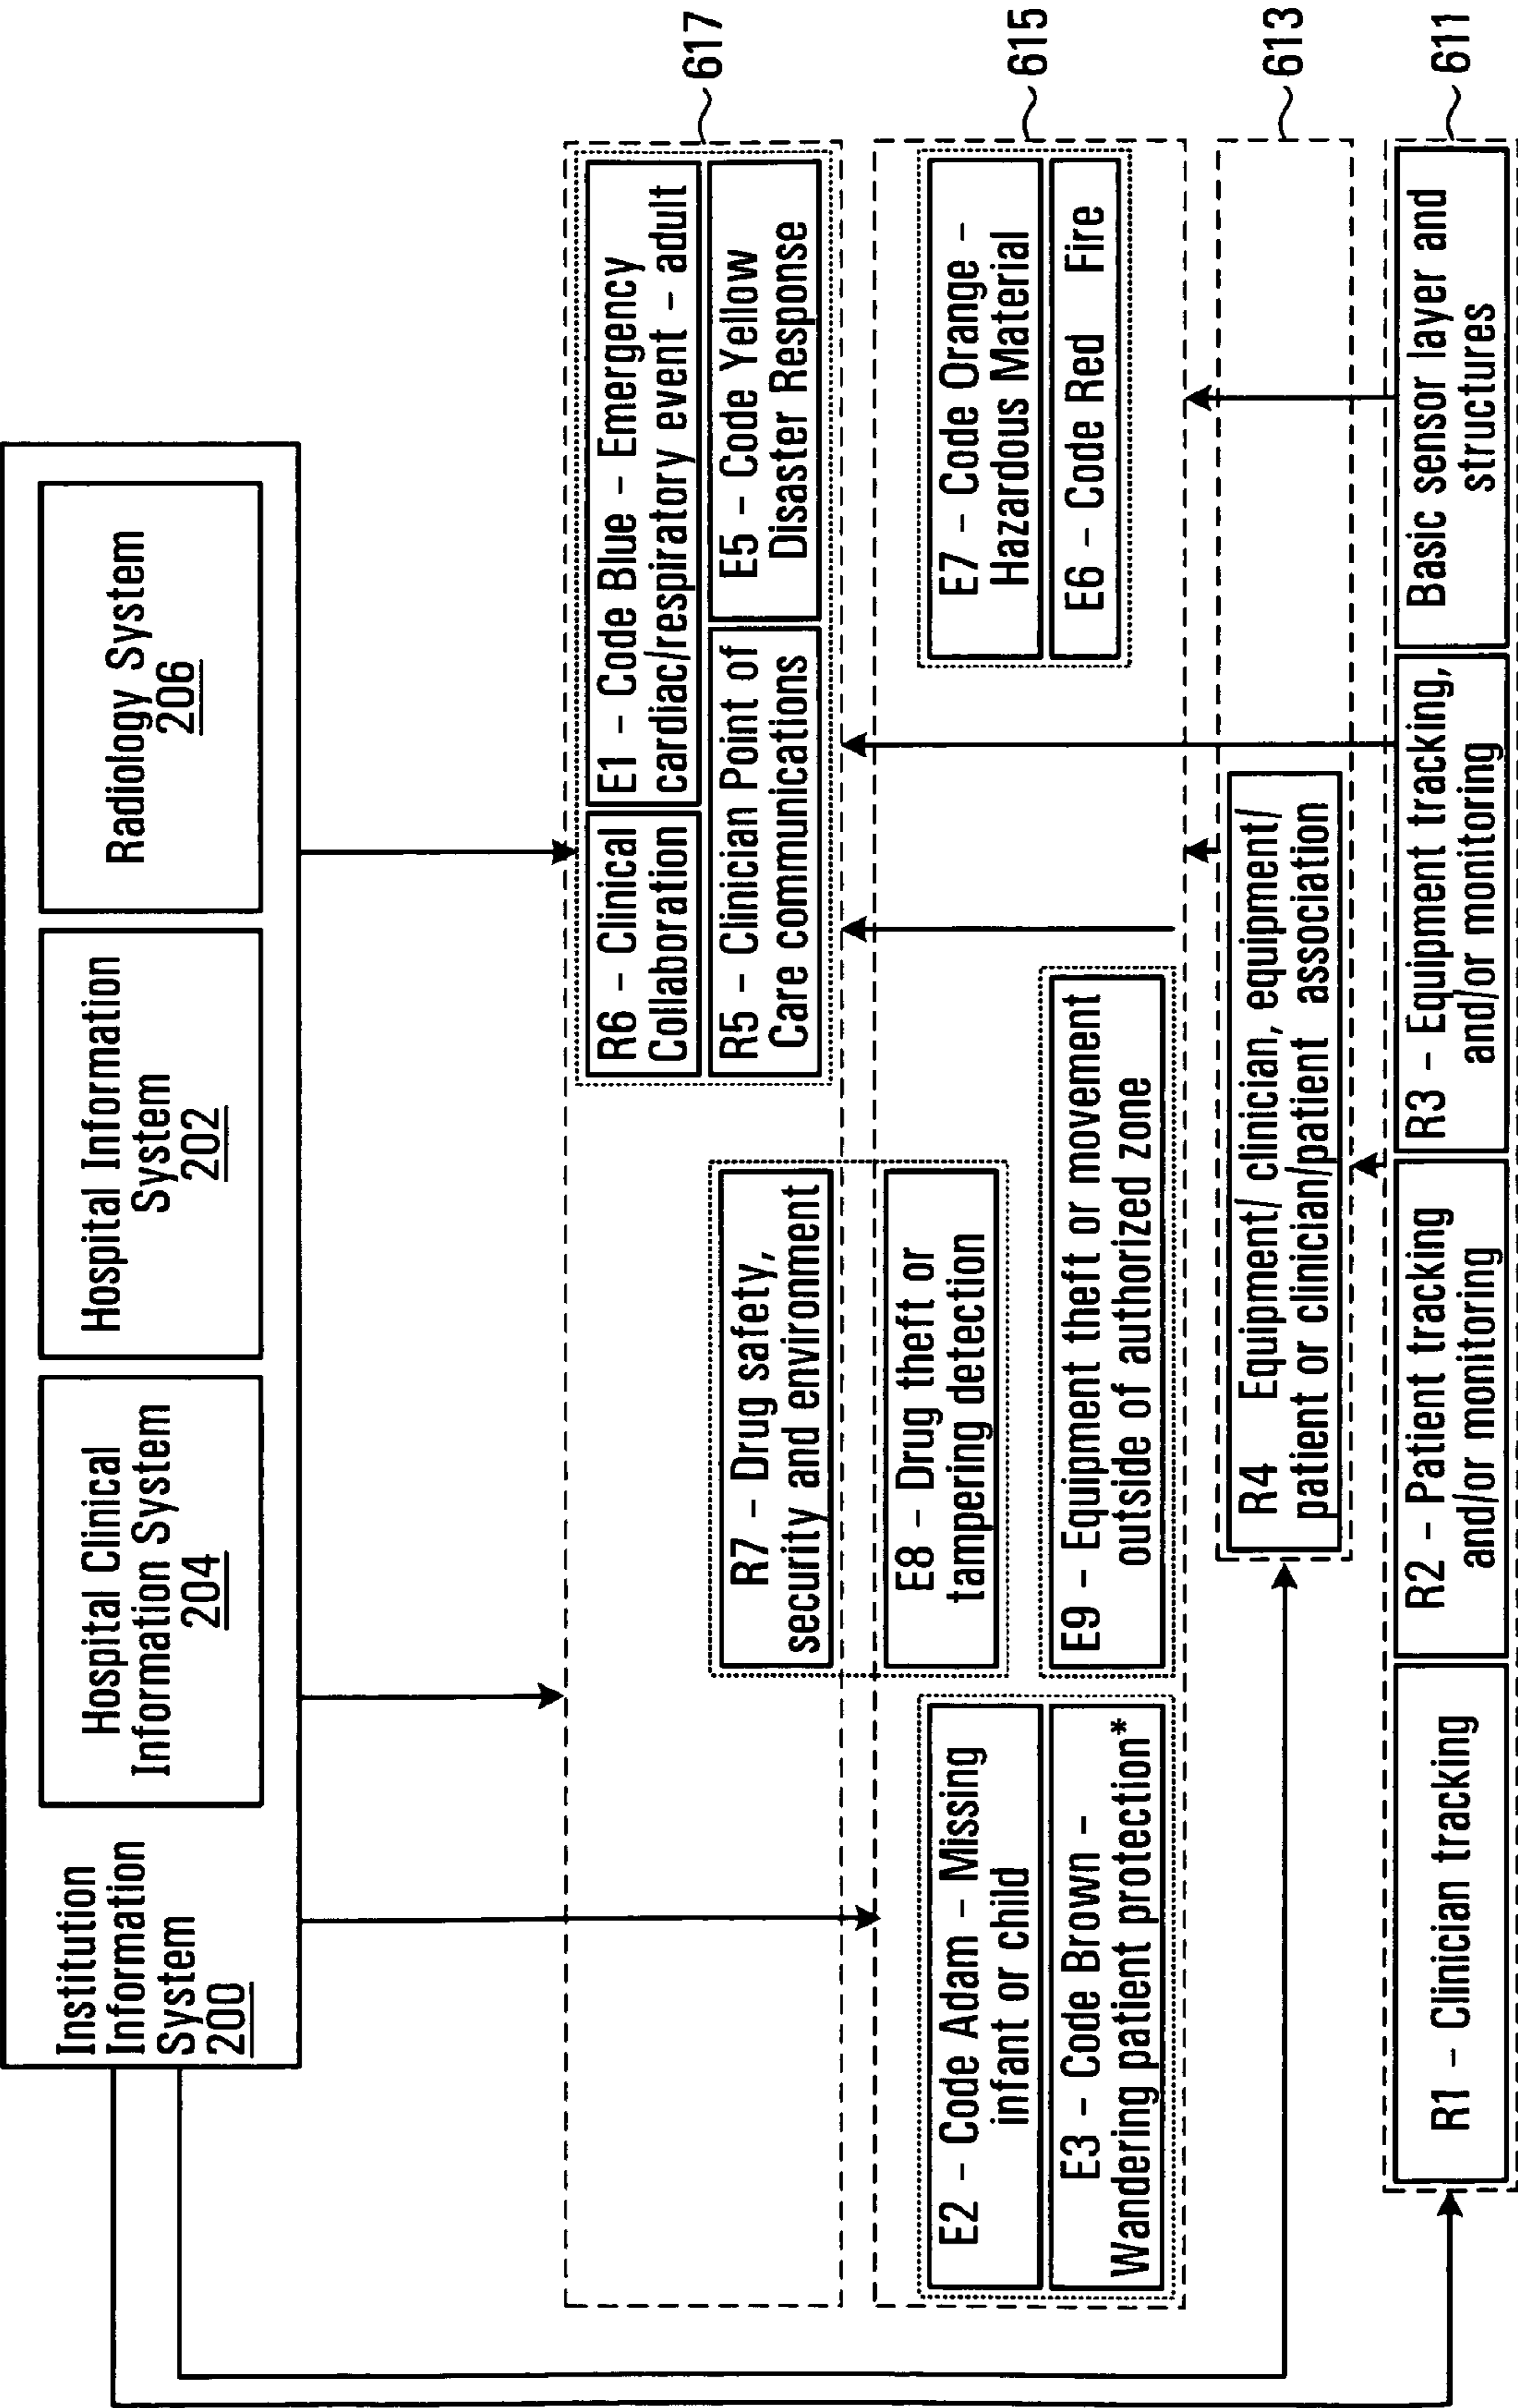 Institution
Information
System
200
Hospital Clinical
Information System
204
Hospital Information
System
202
Radiology System
206
R6 – Clinical
Collaboration
E1 – Code Blue – Emergency
cardiac/respiratory event – adult
R5 – Clinician Point of
Care communications
E5 – Code Yellow
Disaster Response
617
R7 – Drug safety,
security and environment
E8 – Drug theft or
tampering detection
E2 – Code Adam – Missing
infant or child
E3 – Code Brown –
Wandering patient protection*
E9 – Equipment theft or movement
outside of authorized zone
E7 – Code Orange –
Hazardous Material
E6 – Code Red Fire
615
R4 Equipment/ clinician, equipment/
patient or clinician/patient association
613
R1 – Clinician tracking
R2 – Patient tracking
and/or monitoring
R3 – Equipment tracking,
and/or monitoring
Basic sensor layer and
structures
611